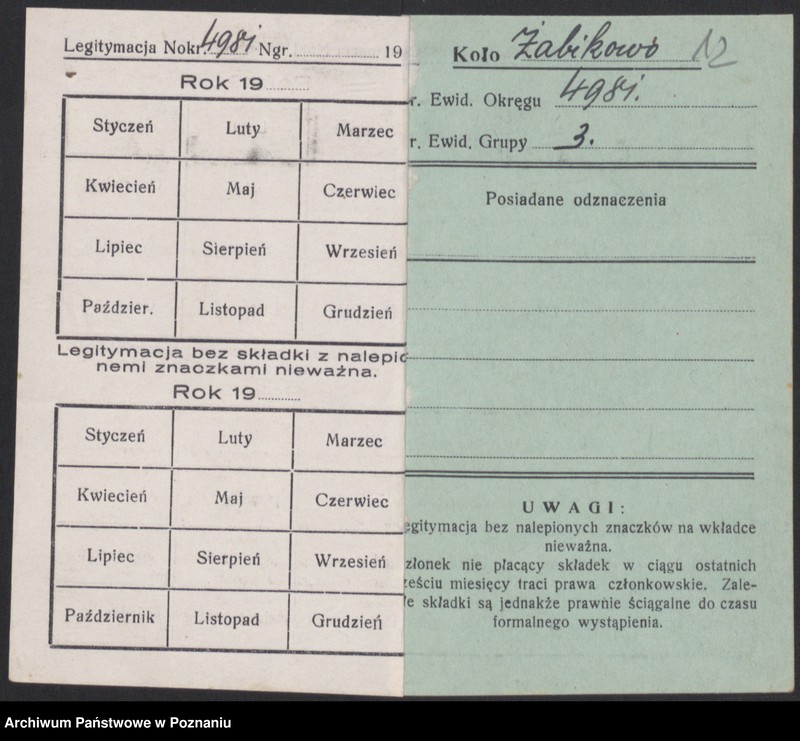 Legitymacja Nokr. 4981 Ngr. 19
Rok 19
Styczeń Luty Marzec
Kwiecień Maj Czerwiec
Lipiec Sierpień Wrzesień
Paździer. Listopad Grudzień
Legitymacja bez składki z nalepio
nemi znaczkami nieważna.
Rok 19
Styczeń Luty Marzec
Kwiecień Maj Czerwiec
Lipiec Sierpień Wrzesień
Październik Listopad Grudzień
Koło Żabikowo 12
r. Ewid. Okręgu 4981.
r. Ewid. Grupy 3.
Posiadane odznaczenia
UWAGI:
egitymacja bez nalepionych znaczków na wkładce
nieważna.
złonek nie płacący składek w ciągu ostatnich
ześciu miesięcy traci prawa członkowskie. Zale-
e składki są jednakże prawnie ściągalne do czasu
formalnego wystąpienia.
Archiwum Państwowe w Poznaniu